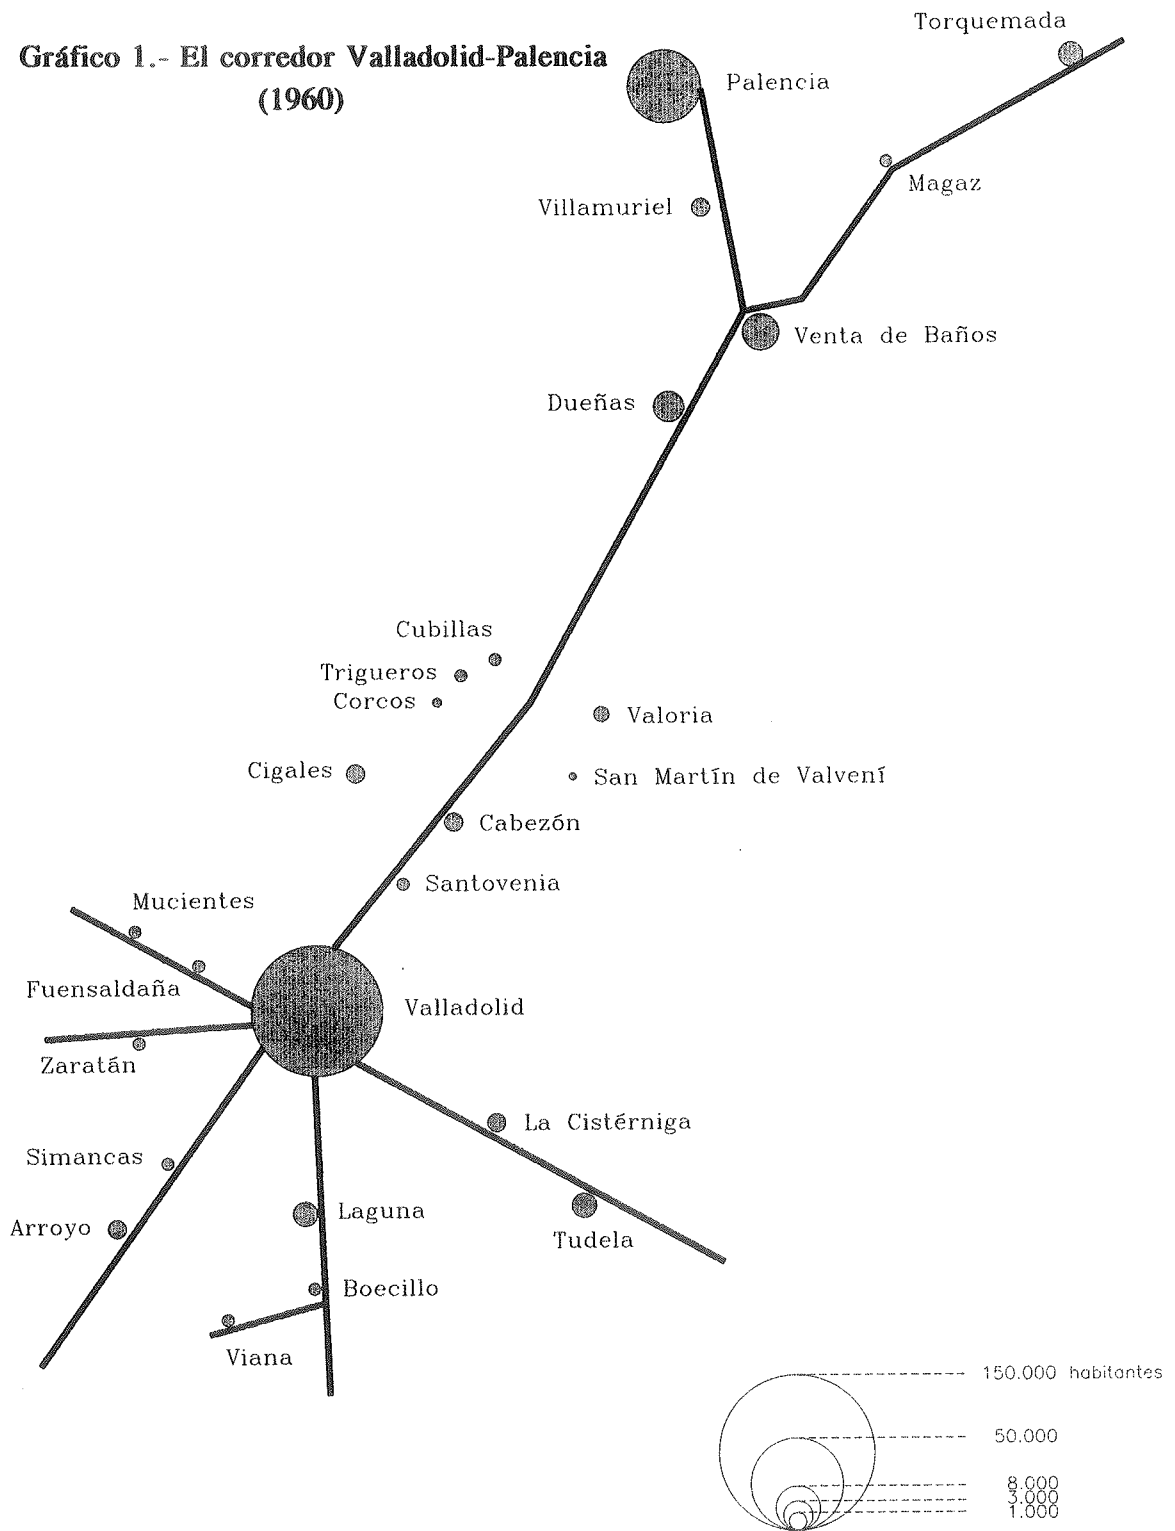 Gráfico 1.- El corredor Valladolid-Palencia
(1960)
Torquemada
Palencia
Magaz
Villamuriel
Venta de Baños
Dueñas
Cubillas
Trigueros
Corcos
Valoria
Cigales
San Martín de Valvení
Cabezón
Santovenia
Mucientes
Fuensaldaña
Valladolid
Zaratán
La Cistérniga
Simancas
Arroyo
Laguna
Tudela
Boecillo
Viana
150.000 habitantes
50.000
8.000
3.000
1.000